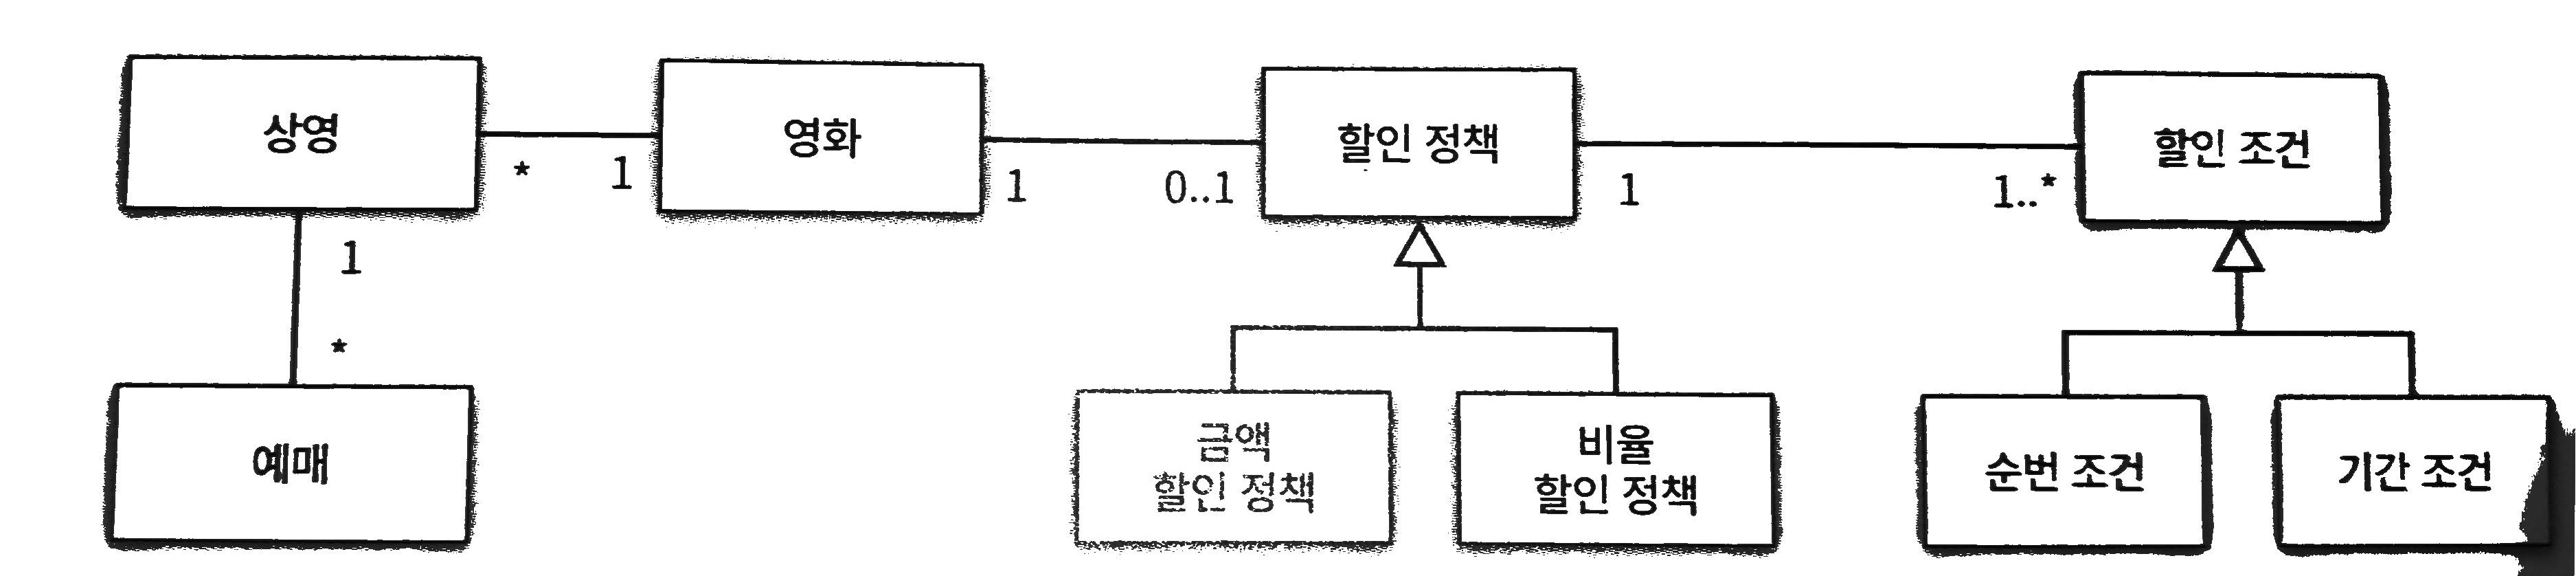 상영
영화
할인 정책
할인 조건
* 1
1 0..1
1 1..*
1
*
예매
금액
할인 정책
비율
할인 정책
순번 조건
기간 조건